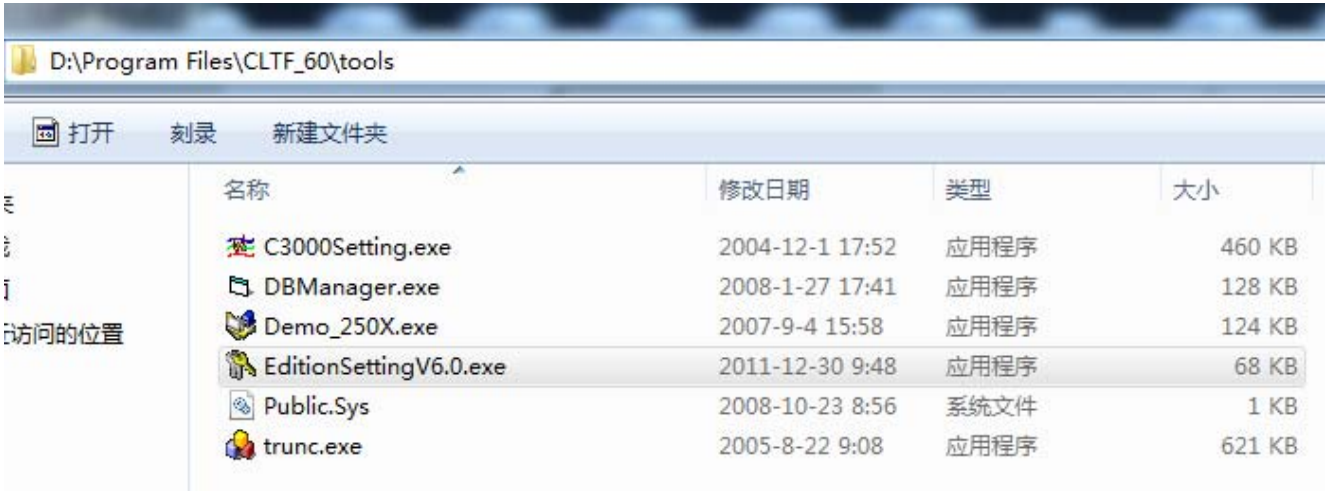 D:\Program Files\CLTF_60\tools
打开 刻录 新建文件夹
名称 修改日期 类型 大小
C3000Setting.exe 2004-12-1 17:52 应用程序 460 KB
DBManager.exe 2008-1-27 17:41 应用程序 128 KB
Demo_250X.exe 2007-9-4 15:58 应用程序 124 KB
访问的位置
EditionSettingV6.0.exe 2011-12-30 9:48 应用程序 68 KB
Public.Sys 2008-10-23 8:56 系统文件 1 KB
trunc.exe 2005-8-22 9:08 应用程序 621 KB